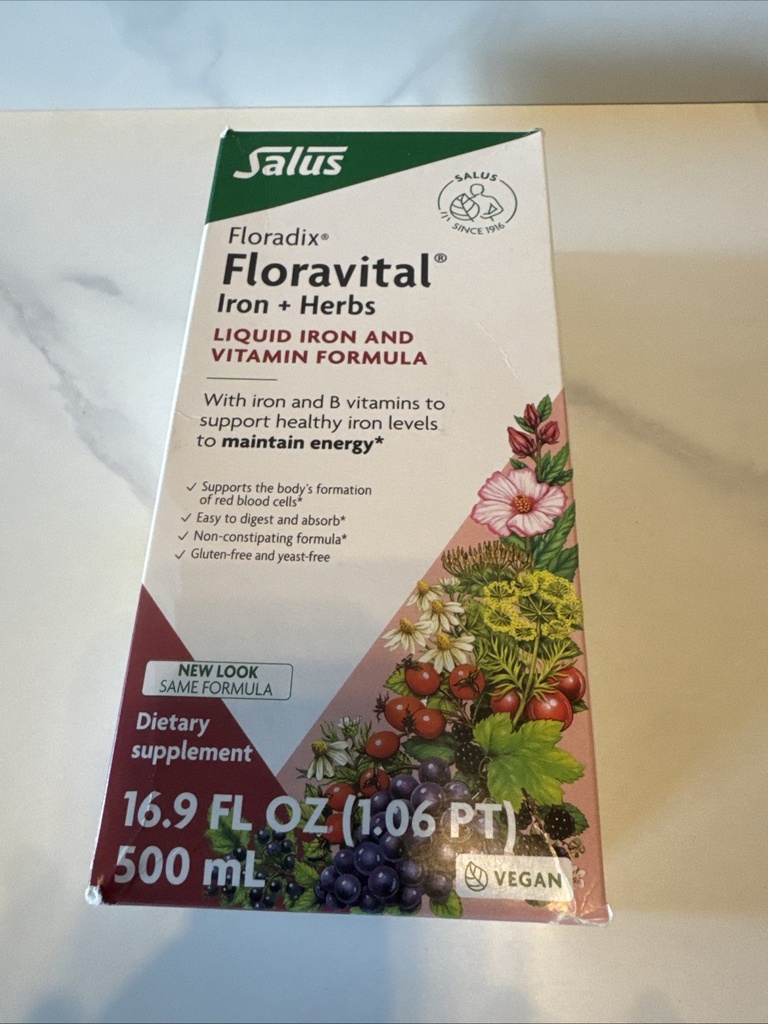 Salus
SALUS
SINCE 1916
Floradix®
Floravital®
Iron + Herbs
LIQUID IRON AND
VITAMIN FORMULA
With iron and B vitamins to
support healthy iron levels
to maintain energy*
✓ Supports the body's formation
of red blood cells*
✓ Easy to digest and absorb*
✓ Non-constipating formula*
✓ Gluten-free and yeast-free
NEW LOOK
SAME FORMULA
Dietary
supplement
16.9 FL OZ (1.06 PT)
500 mL
VEGAN